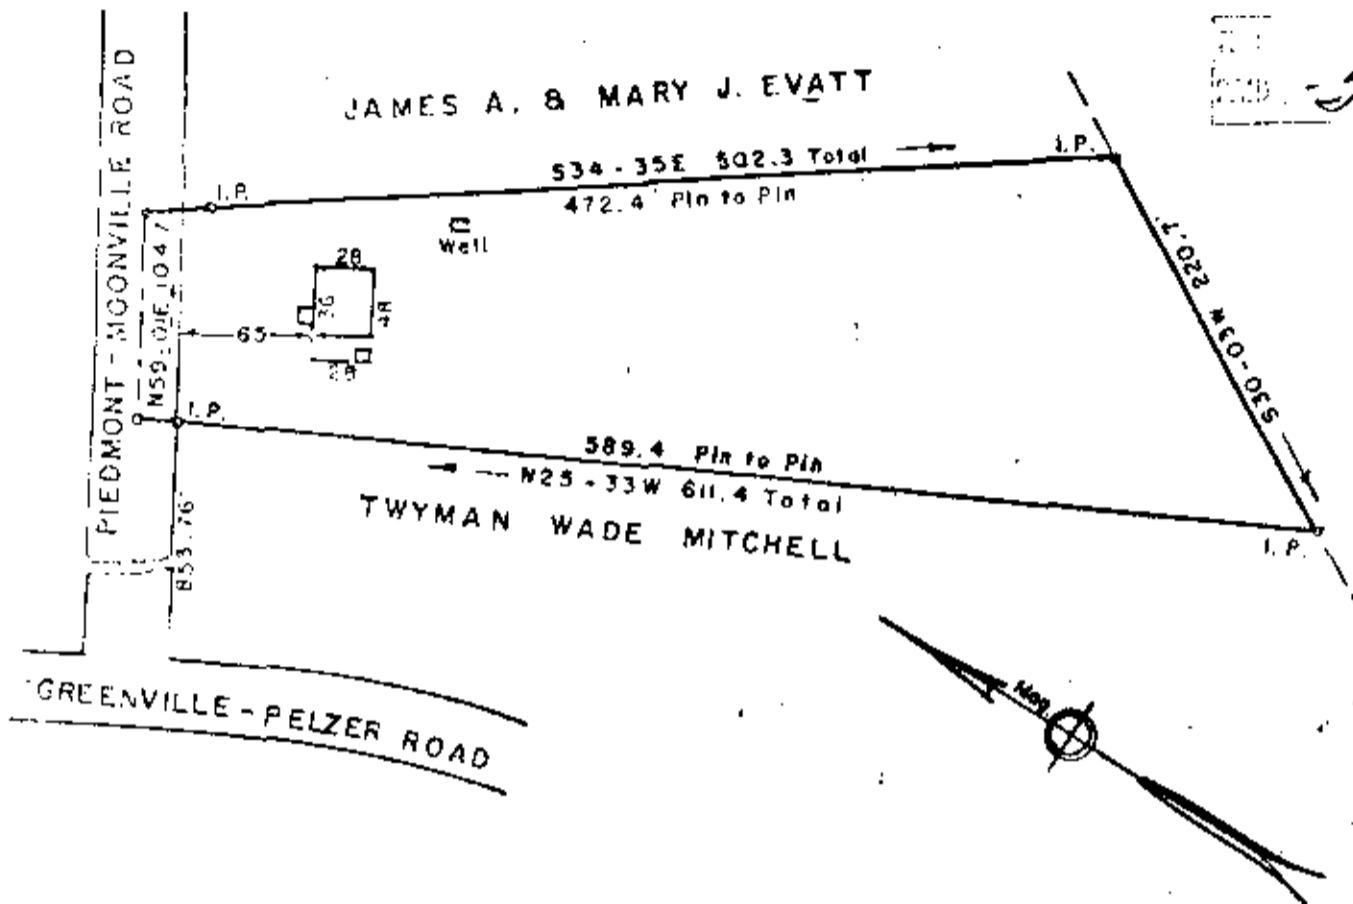 PIEDMONT - MOONVILLE ROAD
JAMES A. & MARY J. EVATT
S34 - 35E 502.3 Total
472.4' Pin to Pin
I.P.
I.P.
Well
N59-01E 104.7
28
36
48
65
28
I.P.
S30-03W 220.7'
589.4 Pin to Pin
N25 - 33W 611.4 Total
TWYMAN WADE MITCHELL
I.P.
853.76'
GREENVILLE - PELZER ROAD
Mag.